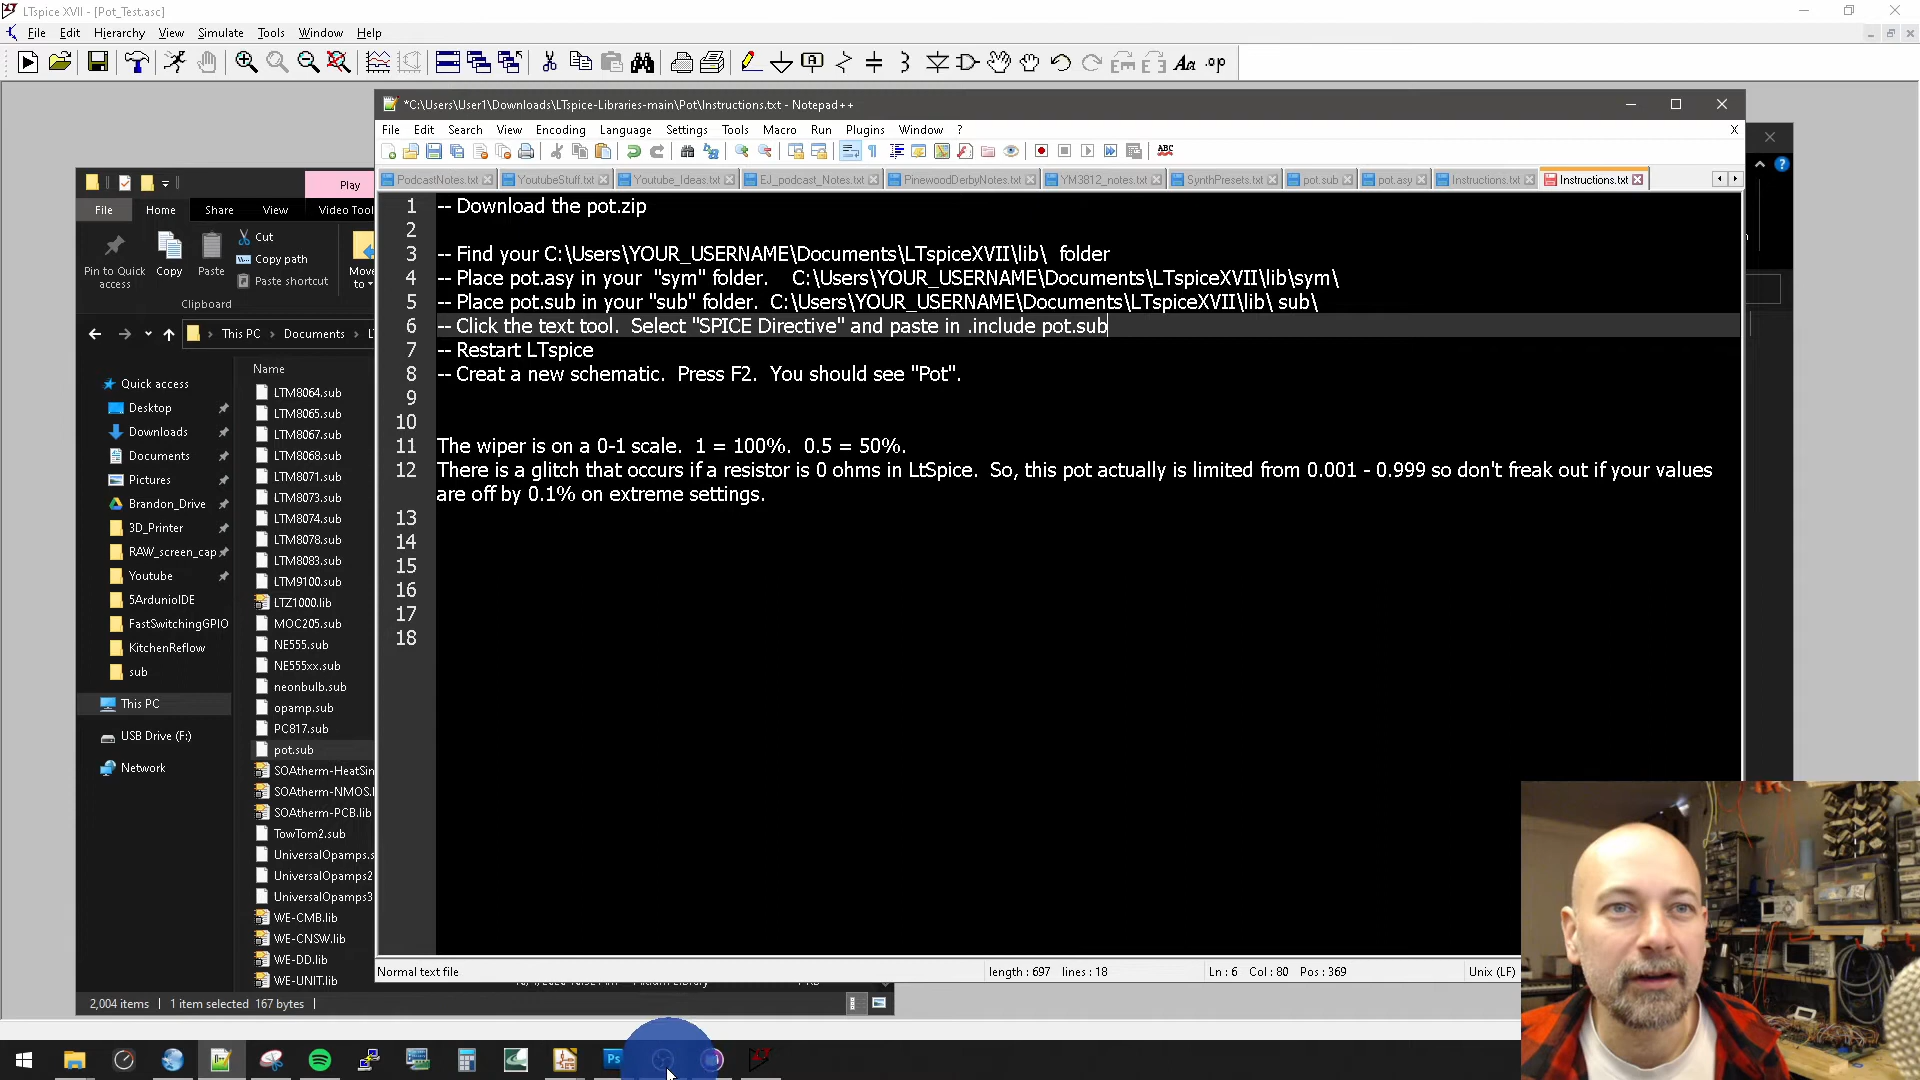 LTspice XVII - [Pot_Test.asc]
File Edit Hierarchy View Simulate Tools Window Help
*C:\Users\User1\Downloads\LTspice-Libraries-main\Pot\Instructions.txt - Notepad++
File Edit Search View Encoding Language Settings Tools Macro Run Plugins Window ? X
PodcastNotes.txt YoutubeStuff.txt Youtube_Ideas.txt EJ_podcast_Notes.txt PinewoodDerbyNotes.txt YM3812_notes.txt SynthPresets.txt pot.sub pot.asy Instructions.txt Instructions.txt
1 -- Download the pot.zip
2
3 -- Find your C:\Users\YOUR_USERNAME\Documents\LTspiceXVII\lib\ folder
4 -- Place pot.asy in your "sym" folder. C:\Users\YOUR_USERNAME\Documents\LTspiceXVII\lib\sym\
5 -- Place pot.sub in your "sub" folder. C:\Users\YOUR_USERNAME\Documents\LTspiceXVII\lib\ sub\
6 -- Click the text tool. Select "SPICE Directive" and paste in .include pot.sub
7 -- Restart LTspice
8 -- Creat a new schematic. Press F2. You should see "Pot".
9
10
11 The wiper is on a 0-1 scale. 1 = 100%. 0.5 = 50%.
12 There is a glitch that occurs if a resistor is 0 ohms in LtSpice. So, this pot actually is limited from 0.001 - 0.999 so don't freak out if your values
are off by 0.1% on extreme settings.
13
14
15
16
17
18
Normal text file length : 697 lines : 18 Ln : 6 Col : 80 Pos : 369 Unix (LF)
Play
File Home Share View Video Tool
Pin to Quick access
Copy
Paste
Cut
Copy path
Paste shortcut
Move to
Clipboard
This PC > Documents >
Quick access
Desktop
Downloads
Documents
Pictures
Brandon_Drive
3D_Printer
RAW_screen_cap
Youtube
5ArdunioIDE
FastSwitchingGPIO
KitchenReflow
sub
This PC
USB Drive (F:)
Network
Name
LTM8064.sub
LTM8065.sub
LTM8067.sub
LTM8068.sub
LTM8071.sub
LTM8073.sub
LTM8074.sub
LTM8078.sub
LTM8083.sub
LTM9100.sub
LTZ1000.lib
MOC205.sub
NE555.sub
NE555xx.sub
neonbulb.sub
opamp.sub
PC817.sub
pot.sub
SOAtherm-HeatSin
SOAtherm-NMOS.l
SOAtherm-PCB.lib
TowTom2.sub
UniversalOpamps.s
UniversalOpamps2
UniversalOpamps3
WE-CMB.lib
WE-CNSW.lib
WE-DD.lib
WE-UNIT.lib
2,004 items 1 item selected 167 bytes
Ps